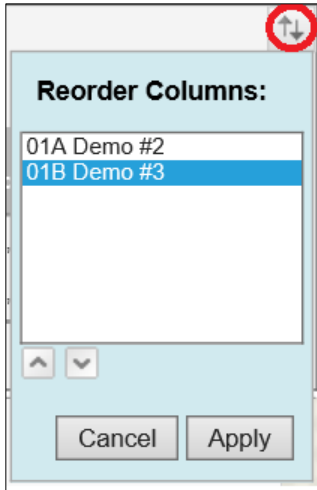 Reorder Columns:
01A Demo #2
01B Demo #3
Cancel
Apply